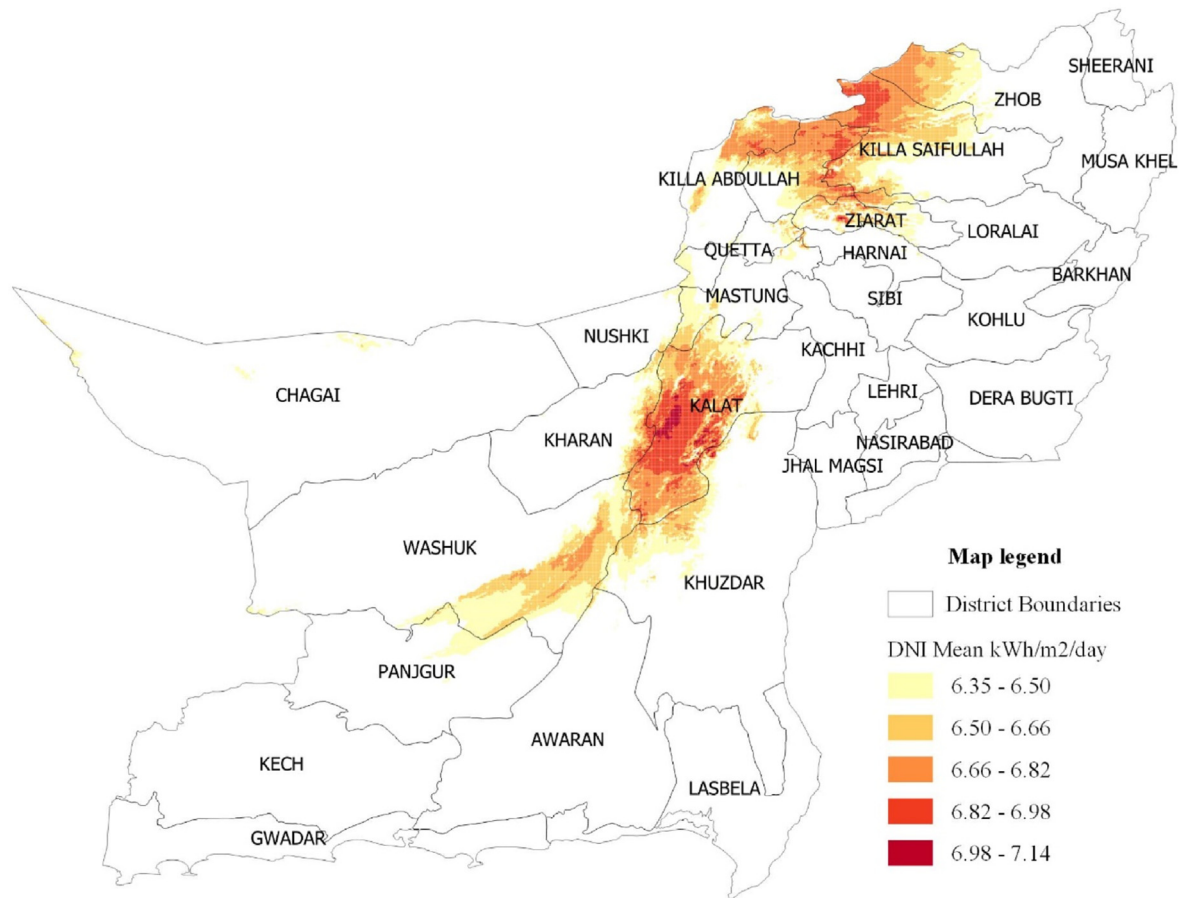 SHEERANI
ZHOB
KILLA SAIFULLAH
MUSA KHEL
KILLA ABDULLAH
ZIARAT
LORALAI
QUETTA
HARNAI
BARKHAN
MASTUNG
SIBI
KOHLU
NUSHKI
KACHHI
CHAGAI
LEHRI
DERA BUGTI
KALAT
KHARAN
NASIRABAD
JHAL MAGSI
WASHUK
KHUZDAR
PANJGUR
AWARAN
KECH
LASBELA
GWADAR
Map legend
District Boundaries
DNI Mean kWh/m2/day
6.35 - 6.50
6.50 - 6.66
6.66 - 6.82
6.82 - 6.98
6.98 - 7.14